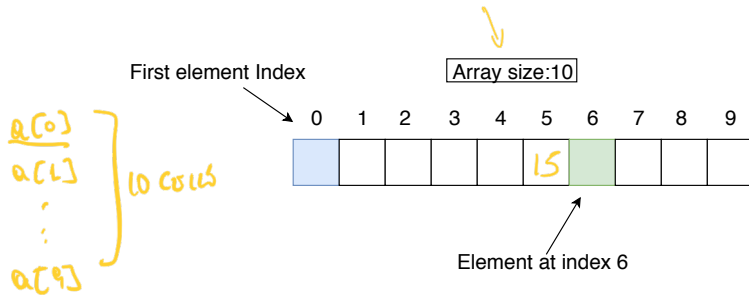 First element Index
Array size:10
0 1 2 3 4 5 6 7 8 9
15
Element at index 6
a[0]
a[1]
⋮
a[9]
10